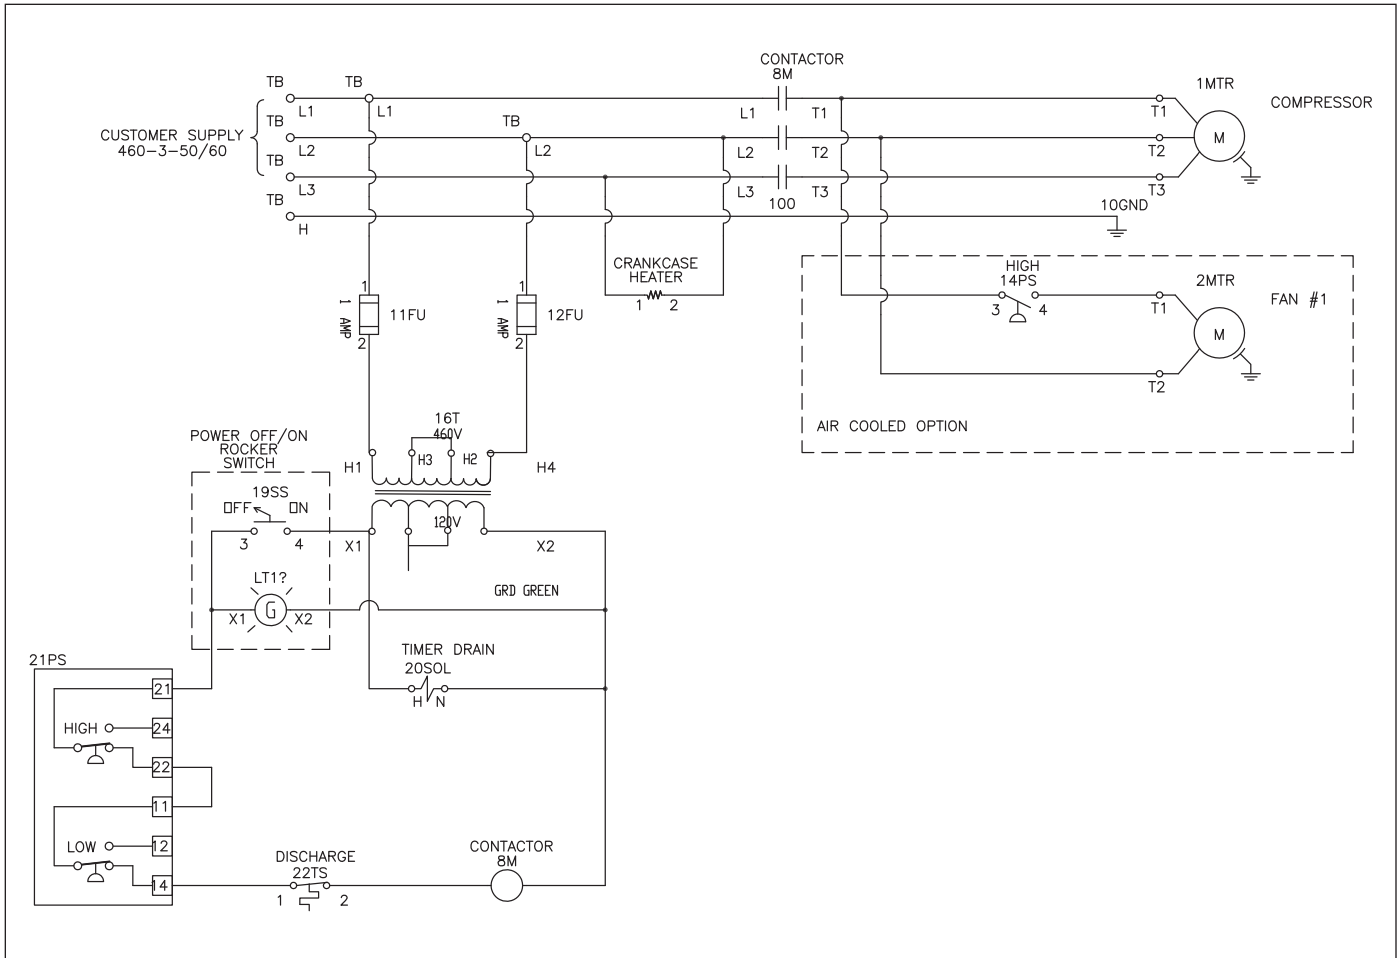 CONTACTOR
8M
TB
TB
L1
L1
L1
T1
1MTR
COMPRESSOR
T1
M
CUSTOMER SUPPLY
460-3-50/60
TB
L2
TB
L2
L2
T2
T2
TB
L3
L3
T3
100
T3
TB
H
10GND
CRANKCASE
HEATER
1
2
HIGH
14PS
3
4
2MTR
FAN #1
T1
M
T2
AIR COOLED OPTION
1
1 AMP
11FU
2
1
1 AMP
12FU
2
16T
460V
H1
H3
H2
H4
POWER OFF/ON
ROCKER
SWITCH
19SS
OFF
ON
3
4
X1
120V
X2
LT1?
X1
G
X2
GRD GREEN
TIMER DRAIN
20SOL
H
N
21PS
21
HIGH
24
22
11
LOW
12
14
DISCHARGE
22TS
1
2
CONTACTOR
8M